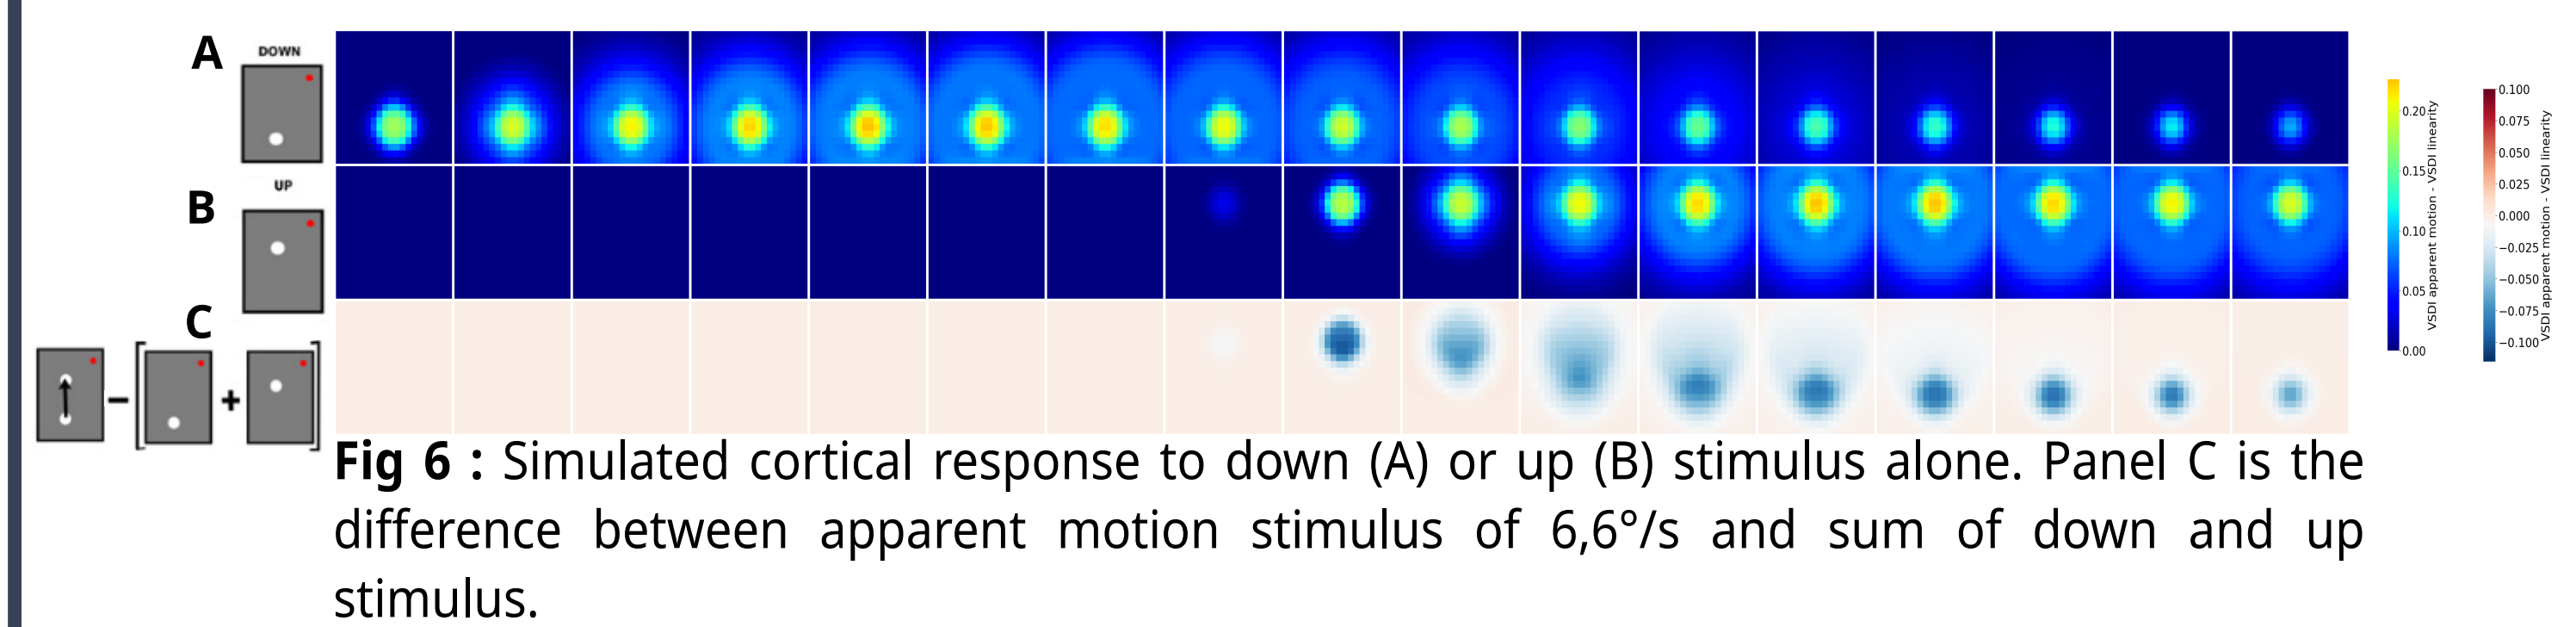 A
DOWN
B
UP
C
−
+
0.20
0.15
0.10
0.05
0.00
VSDI apparent motion - VSDI linearity
0.100
0.075
0.050
0.025
0.000
−0.025
−0.050
−0.075
−0.100
VSDI apparent motion - VSDI linearity
Fig 6 : Simulated cortical response to down (A) or up (B) stimulus alone. Panel C is the
difference between apparent motion stimulus of 6,6°/s and sum of down and up
stimulus.